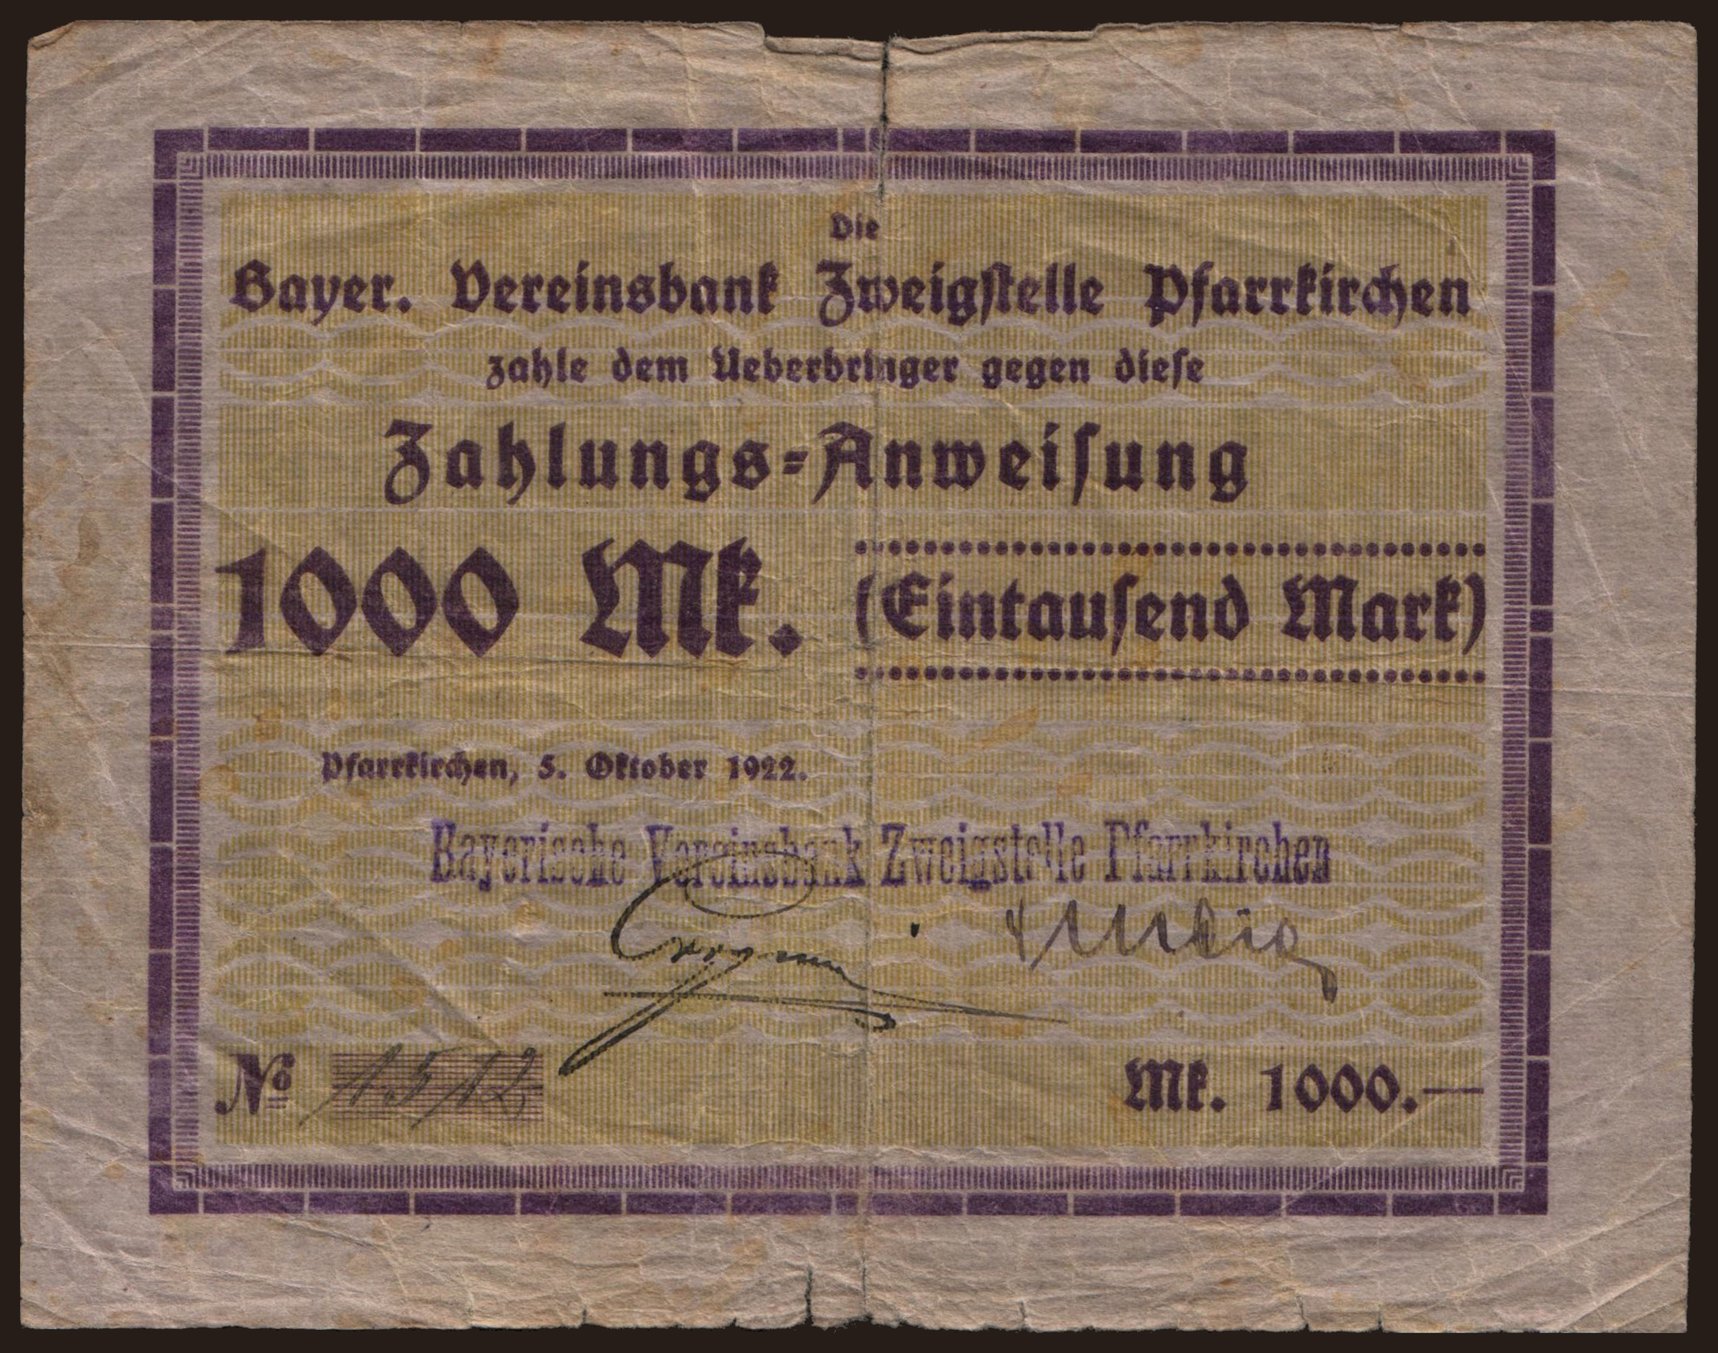 Die
Bayer. Vereinsbank Zweigstelle Pfarrkirchen
zahle dem Ueberbringer gegen diese
Zahlungs-Anweisung
1000 Mk. (Eintausend Mark)
Pfarrkirchen, 5. Oktober 1922.
Bayerische Vereinsbank Zweigstelle Pfarrkirchen
No 1512 Mk. 1000.—